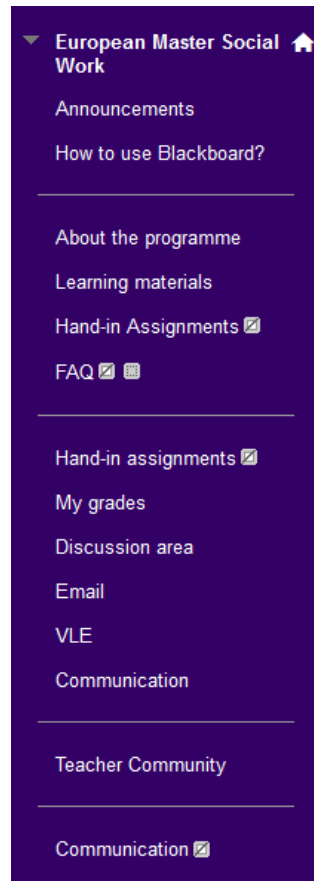 European Master Social
Work
Announcements
How to use Blackboard?
About the programme
Learning materials
Hand-in Assignments
FAQ
Hand-in assignments
My grades
Discussion area
Email
VLE
Communication
Teacher Community
Communication